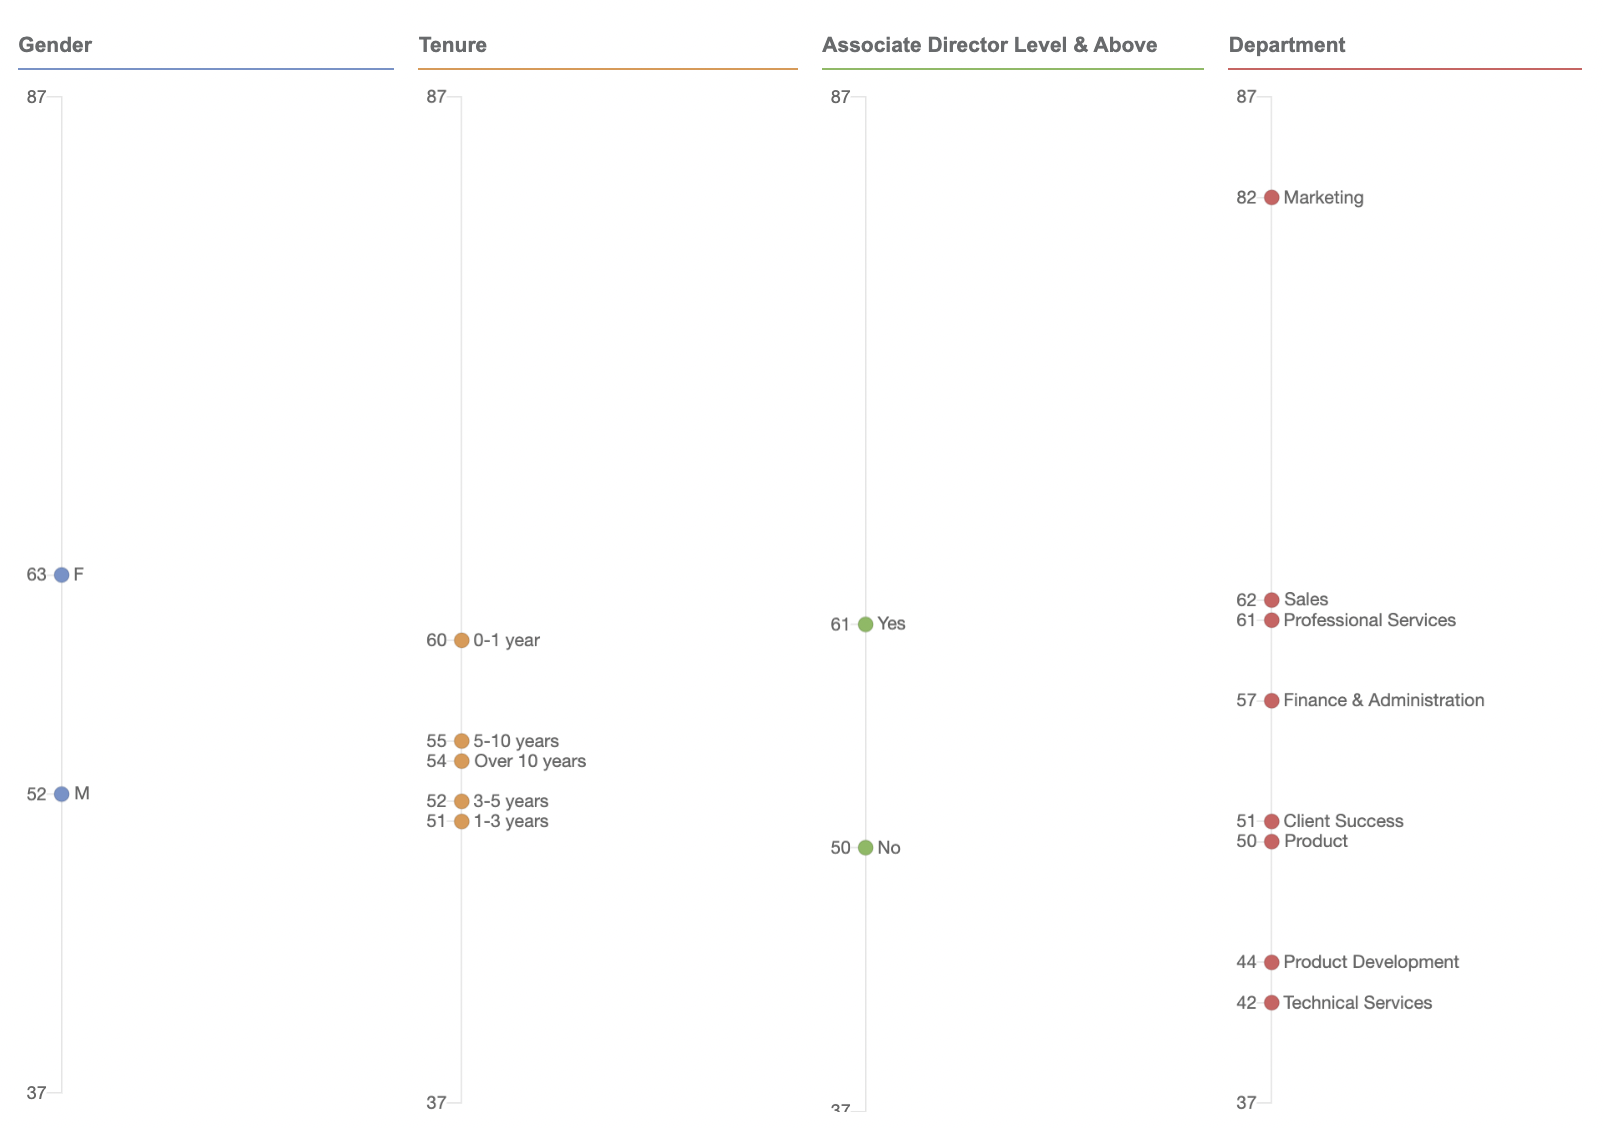 Gender
87
63 F
52 M
37
Tenure
87
60 0-1 year
55 5-10 years
54 Over 10 years
52 3-5 years
51 1-3 years
37
Associate Director Level & Above
87
61 Yes
50 No
37
Department
87
82 Marketing
62 Sales
61 Professional Services
57 Finance & Administration
51 Client Success
50 Product
44 Product Development
42 Technical Services
37